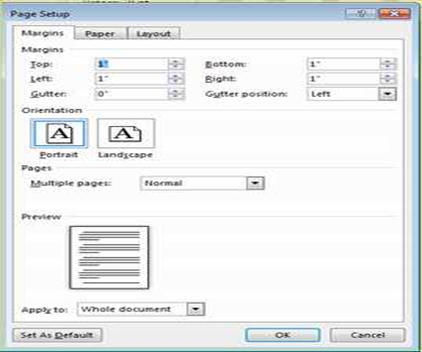 Page Setup
Margins Paper Layout
Margins
Top: 1" Bottom: 1"
Left: 1" Right: 1"
Gutter: 0" Gutter position: Left
Orientation
A A
Portrait Landscape
Pages
Multiple pages: Normal
Preview
Apply to: Whole document
Set As Default OK Cancel